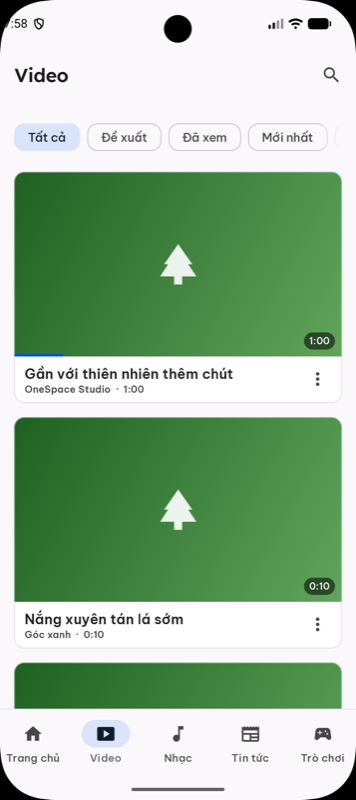 :58
Video
Tất cả
Đề xuất
Đã xem
Mới nhất
1:00
Gần với thiên nhiên thêm chút
OneSpace Studio · 1:00
0:10
Nắng xuyên tán lá sớm
Góc xanh · 0:10
Trang chủ
Video
Nhạc
Tin tức
Trò chơi